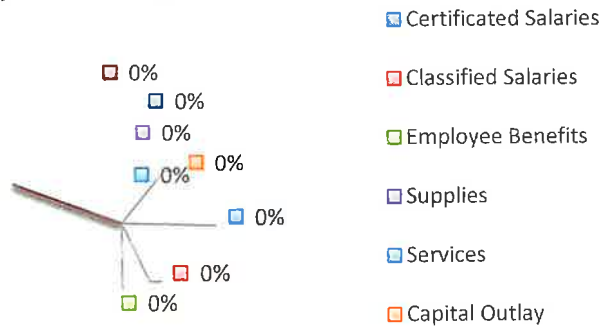 0%
0%
0%
0%
0%
0%
0%
0%
Certificated Salaries
Classified Salaries
Employee Benefits
Supplies
Services
Capital Outlay